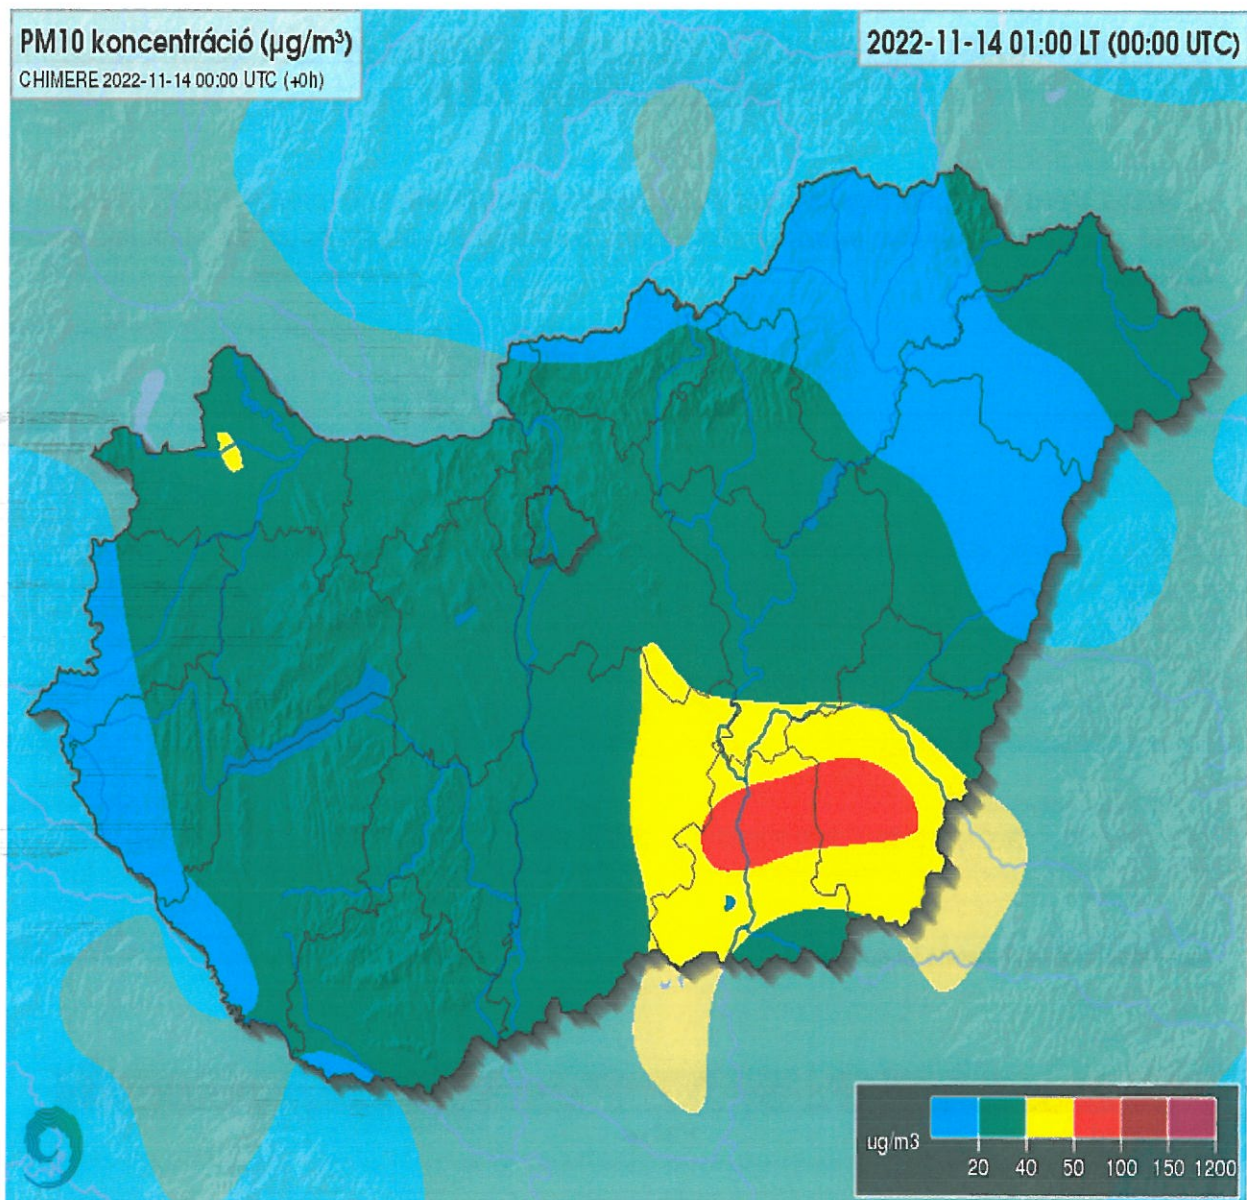 PM10 koncentráció (µg/m³)
CHIMERE 2022-11-14 00:00 UTC (+0h)
2022-11-14 01:00 LT (00:00 UTC)
ug/m3
20 40 50 100 150 1200